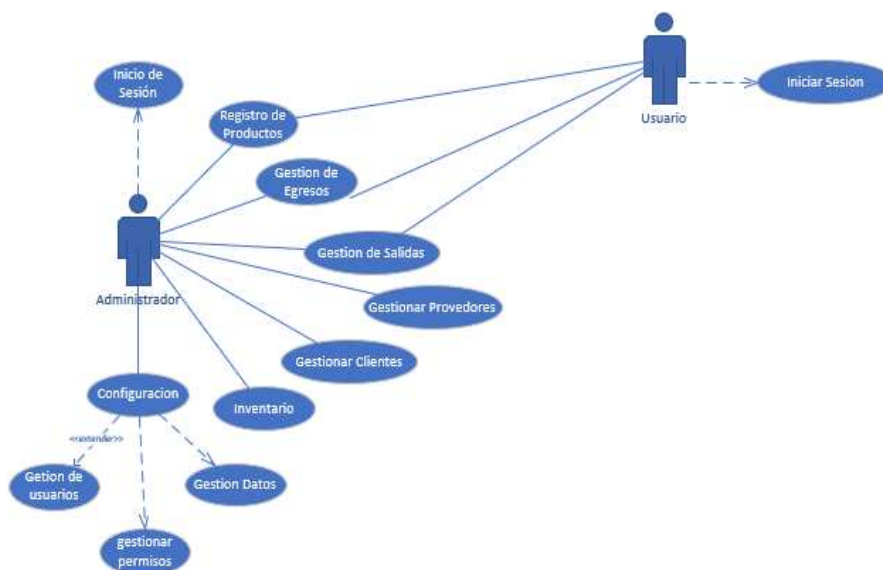 Inicio de
Sesión
Iniciar Sesion
Registro de
Productos
Usuario
Gestion de
Egresos
Gestion de Salidas
Administrador
Gestionar Provedores
Gestionar Clientes
Configuracion
Inventario
<<extender>>
Getion de
usuarios
Gestion Datos
gestionar
permisos